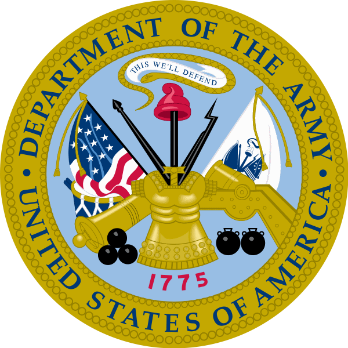 DEPARTMENT OF THE ARMY
THIS WE'LL DEFEND
1775
UNITED STATES OF AMERICA